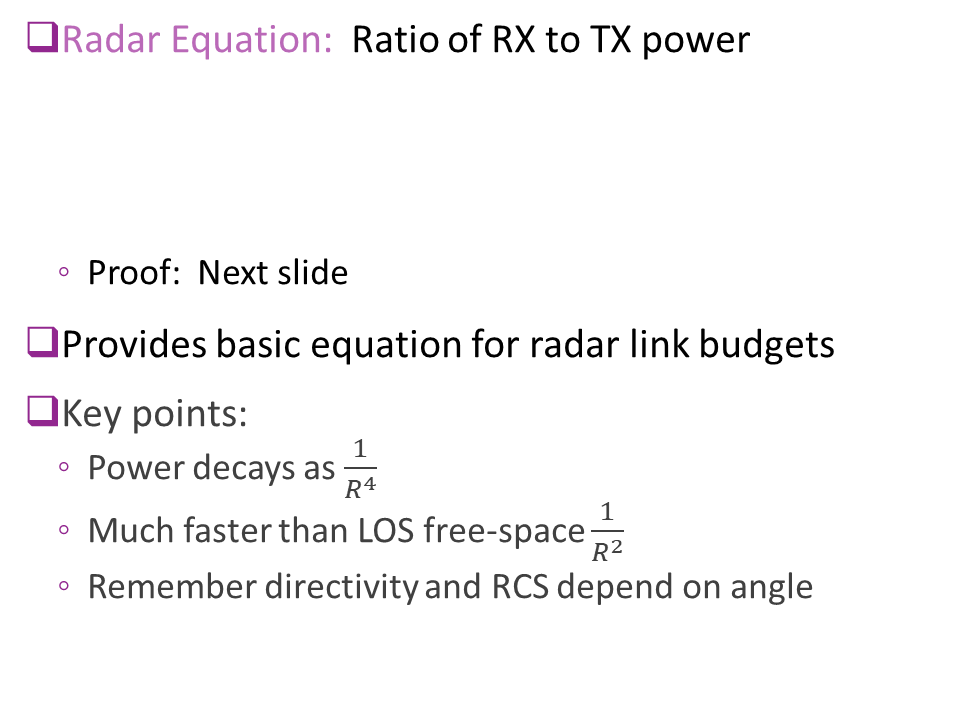 ❑Radar Equation: Ratio of RX to TX power
◦ Proof: Next slide
❑Provides basic equation for radar link budgets
❑Key points:
◦ Power decays as 1/R⁴
◦ Much faster than LOS free-space 1/R²
◦ Remember directivity and RCS depend on angle